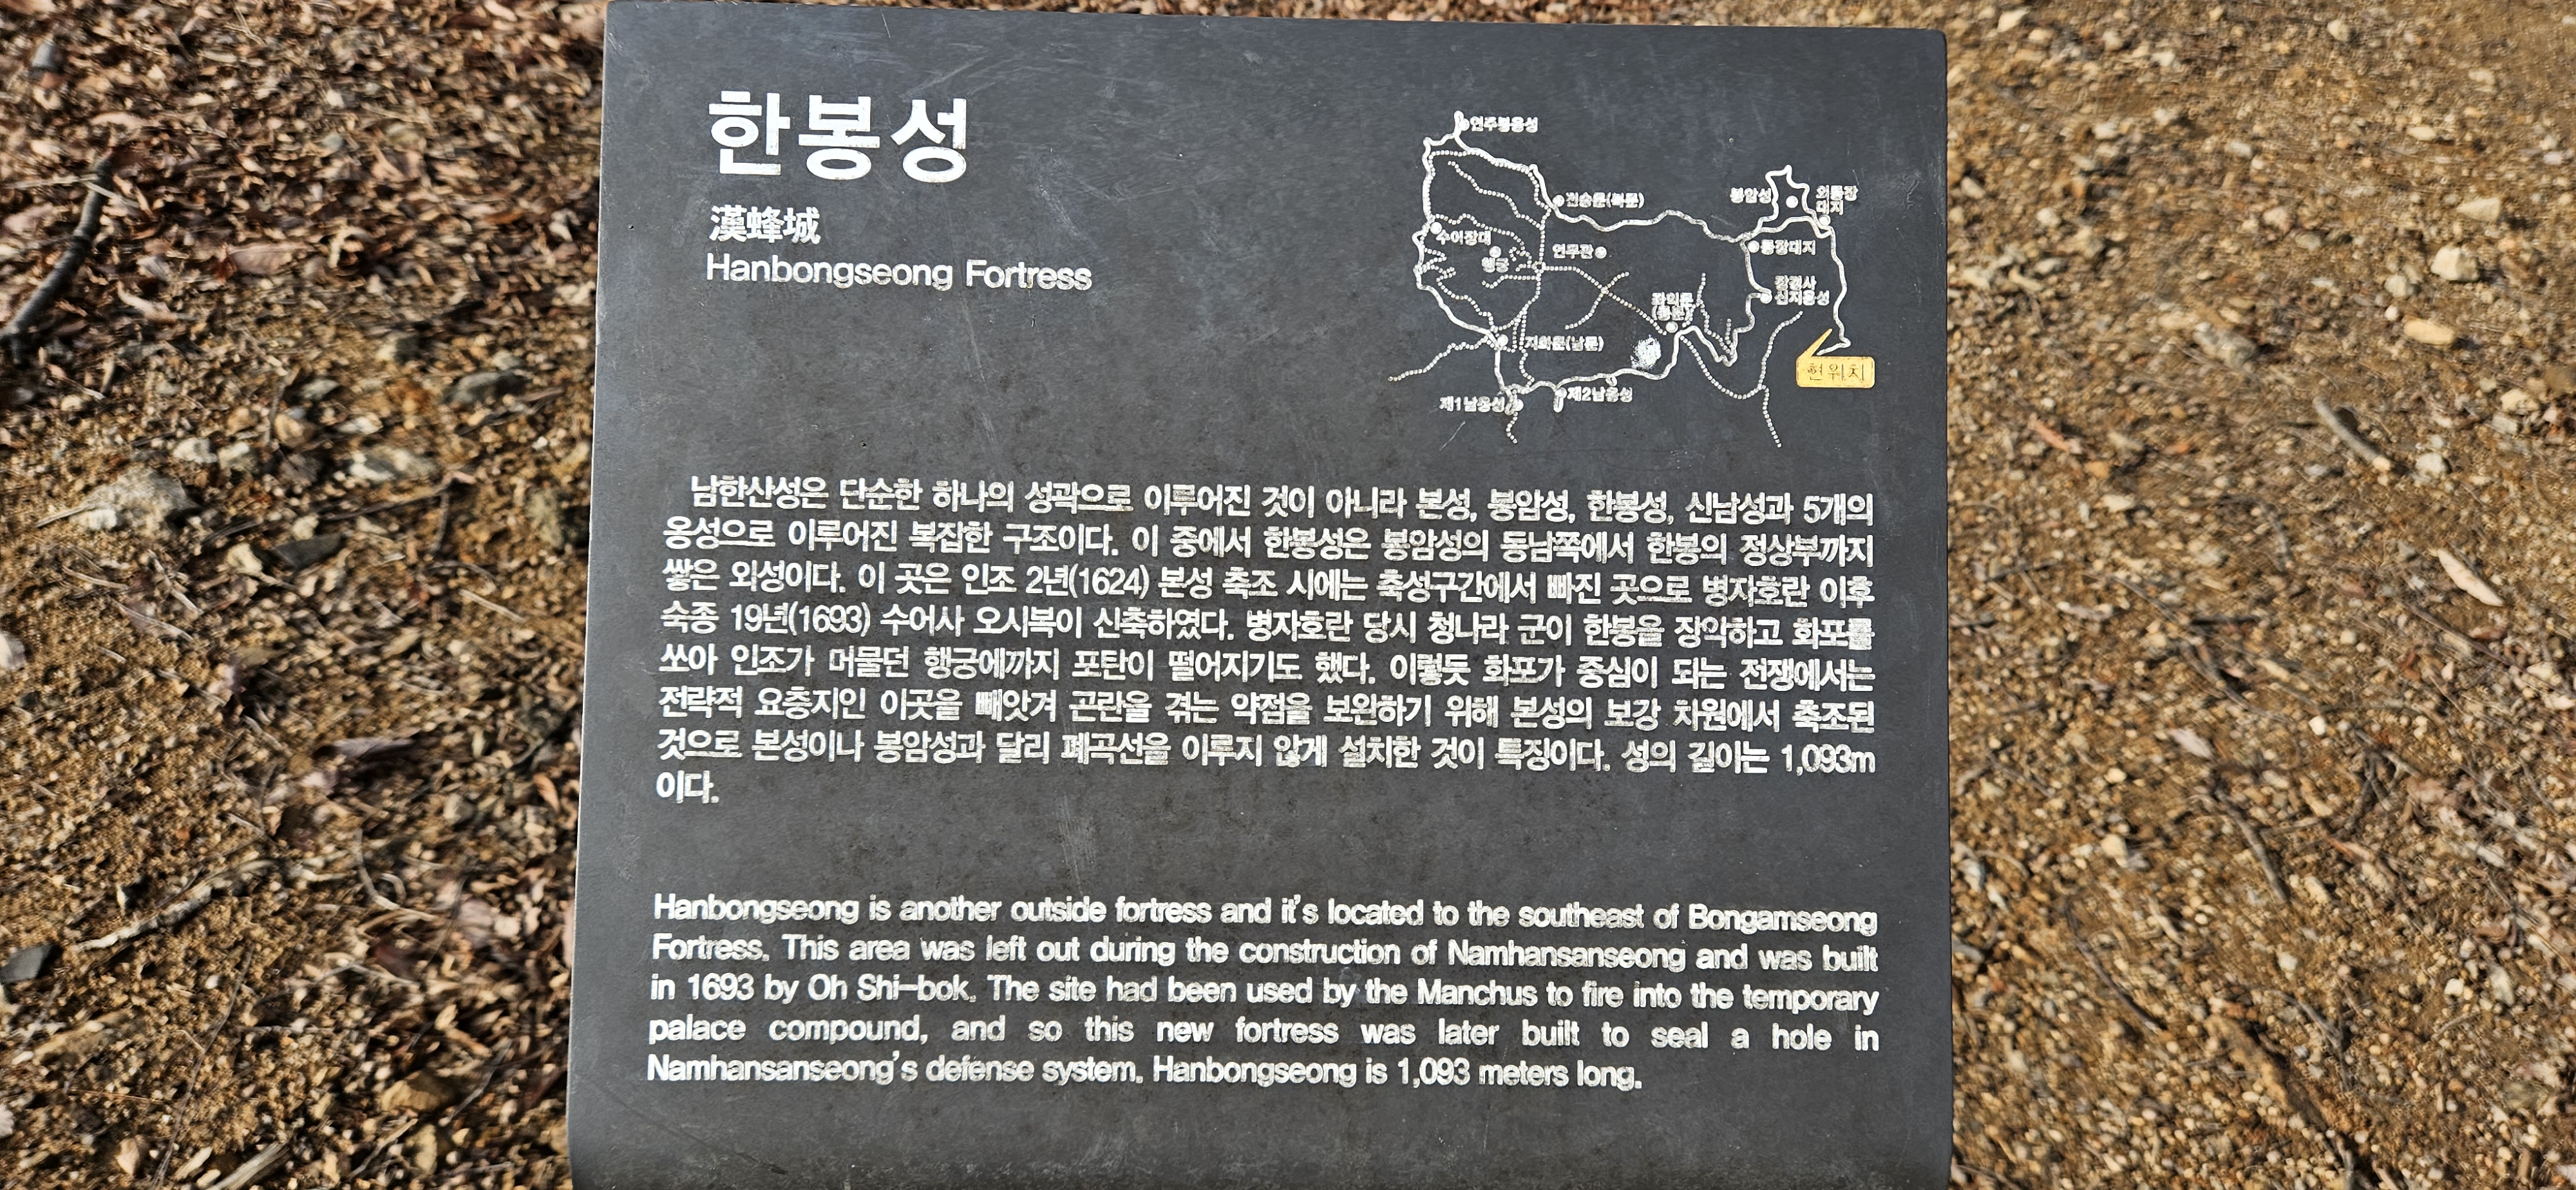 한봉성
漢蜂城
Hanbongseong Fortress
연주봉옹성
전승문(북문)
봉암성
외동장
대지
수어장대
연무관
동장대지
행궁
장경사
신지옹성
좌익문
(동문)
지화문(남문)
현위치
제1남옹성
제2남옹성
남한산성은 단순한 하나의 성곽으로 이루어진 것이 아니라 본성, 봉암성, 한봉성, 신남성과 5개의
옹성으로 이루어진 복잡한 구조이다. 이 중에서 한봉성은 봉암성의 동남쪽에서 한봉의 정상부까지
쌓은 외성이다. 이 곳은 인조 2년(1624) 본성 축조 시에는 축성구간에서 빠진 곳으로 병자호란 이후
숙종 19년(1693) 수어사 오시복이 신축하였다. 병자호란 당시 청나라 군이 한봉을 장악하고 화포를
쏘아 인조가 머물던 행궁에까지 포탄이 떨어지기도 했다. 이렇듯 화포가 중심이 되는 전쟁에서는
전략적 요충지인 이곳을 빼앗겨 곤란을 겪는 약점을 보완하기 위해 본성의 보강 차원에서 축조된
것으로 본성이나 봉암성과 달리 폐곡선을 이루지 않게 설치한 것이 특징이다. 성의 길이는 1,093m
이다.
Hanbongseong is another outside fortress and it's located to the southeast of Bongamseong
Fortress. This area was left out during the construction of Namhansanseong and was built
in 1693 by Oh Shi-bok. The site had been used by the Manchus to fire into the temporary
palace compound, and so this new fortress was later built to seal a hole in
Namhansanseong's defense system. Hanbongseong is 1,093 meters long.